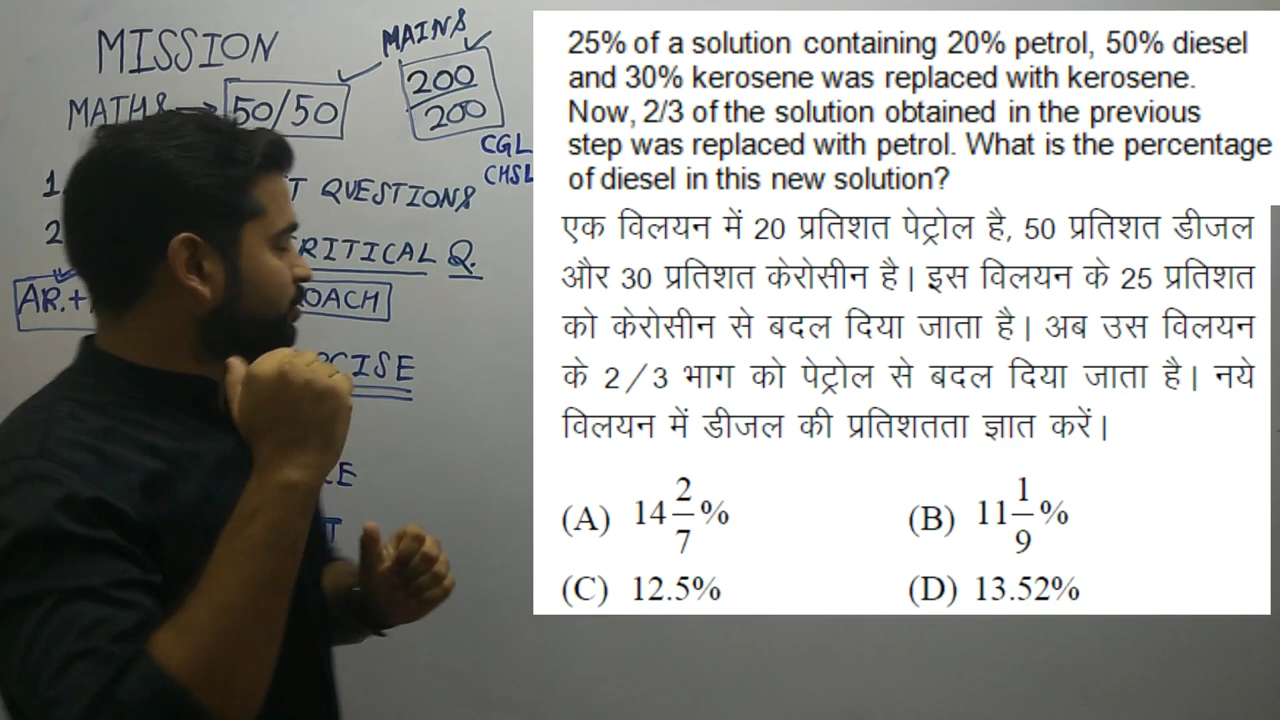 MISSION
MATHS → 50/50
MAINS
200
200
CGL
CHSL
1.
QUESTIONS
2
CRITICAL Q.
AR.+
OACH
CISE
25% of a solution containing 20% petrol, 50% diesel
and 30% kerosene was replaced with kerosene.
Now, 2/3 of the solution obtained in the previous
step was replaced with petrol. What is the percentage
of diesel in this new solution?
एक विलयन में 20 प्रतिशत पेट्रोल है, 50 प्रतिशत डीजल
और 30 प्रतिशत केरोसीन है। इस विलयन के 25 प्रतिशत
को केरोसीन से बदल दिया जाता है। अब उस विलयन
के 2/3 भाग को पेट्रोल से बदल दिया जाता है। नये
विलयन में डीजल की प्रतिशतता ज्ञात करें।
(A) 14 2/7 %
(B) 11 1/9 %
(C) 12.5%
(D) 13.52%